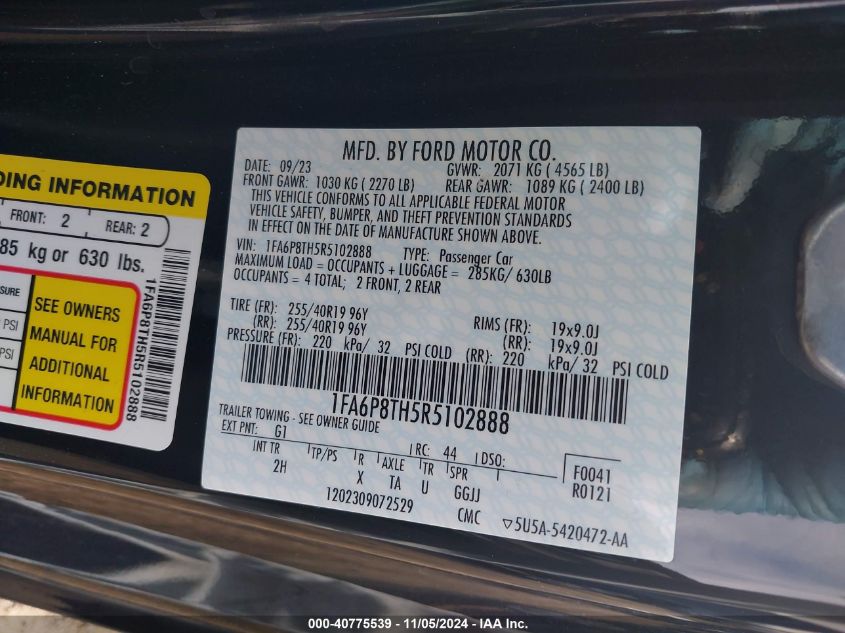 DING INFORMATION
FRONT: 2 REAR: 2
85 kg or 630 lbs.
SURE
PSI
PSI
SEE OWNERS
MANUAL FOR
ADDITIONAL
INFORMATION
1FA6P8TH5R5102888
MFD. BY FORD MOTOR CO.
DATE: 09/23 GVWR: 2071 KG ( 4565 LB)
FRONT GAWR: 1030 KG ( 2270 LB) REAR GAWR: 1089 KG ( 2400 LB)
THIS VEHICLE CONFORMS TO ALL APPLICABLE FEDERAL MOTOR
VEHICLE SAFETY, BUMPER, AND THEFT PREVENTION STANDARDS
IN EFFECT ON THE DATE OF MANUFACTURE SHOWN ABOVE.
VIN: 1FA6P8TH5R5102888 TYPE: Passenger Car
MAXIMUM LOAD = OCCUPANTS + LUGGAGE = 285KG/ 630LB
OCCUPANTS = 4 TOTAL; 2 FRONT, 2 REAR
TIRE (FR): 255/40R19 96Y RIMS (FR): 19x9.0J
(RR): 255/40R19 96Y (RR): 19x9.0J
PRESSURE (FR): 220 kPa/ 32 PSI COLD (RR): 220 kPa/ 32 PSI COLD
1FA6P8TH5R5102888
TRAILER TOWING - SEE OWNER GUIDE
EXT PNT: G1 RC: 44 DSO: F0041
INT TR TP/PS R AXLE TR SPR R0121
2H X TA U GGJJ
1202309072529 CMC ▽5U5A-5420472-AA
000-40775539 - 11/05/2024 - IAA Inc.